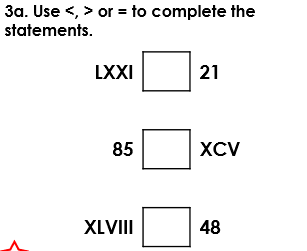 3a. Use <, > or = to complete the
statements.
LXXI 21
85 XCV
XLVIII 48